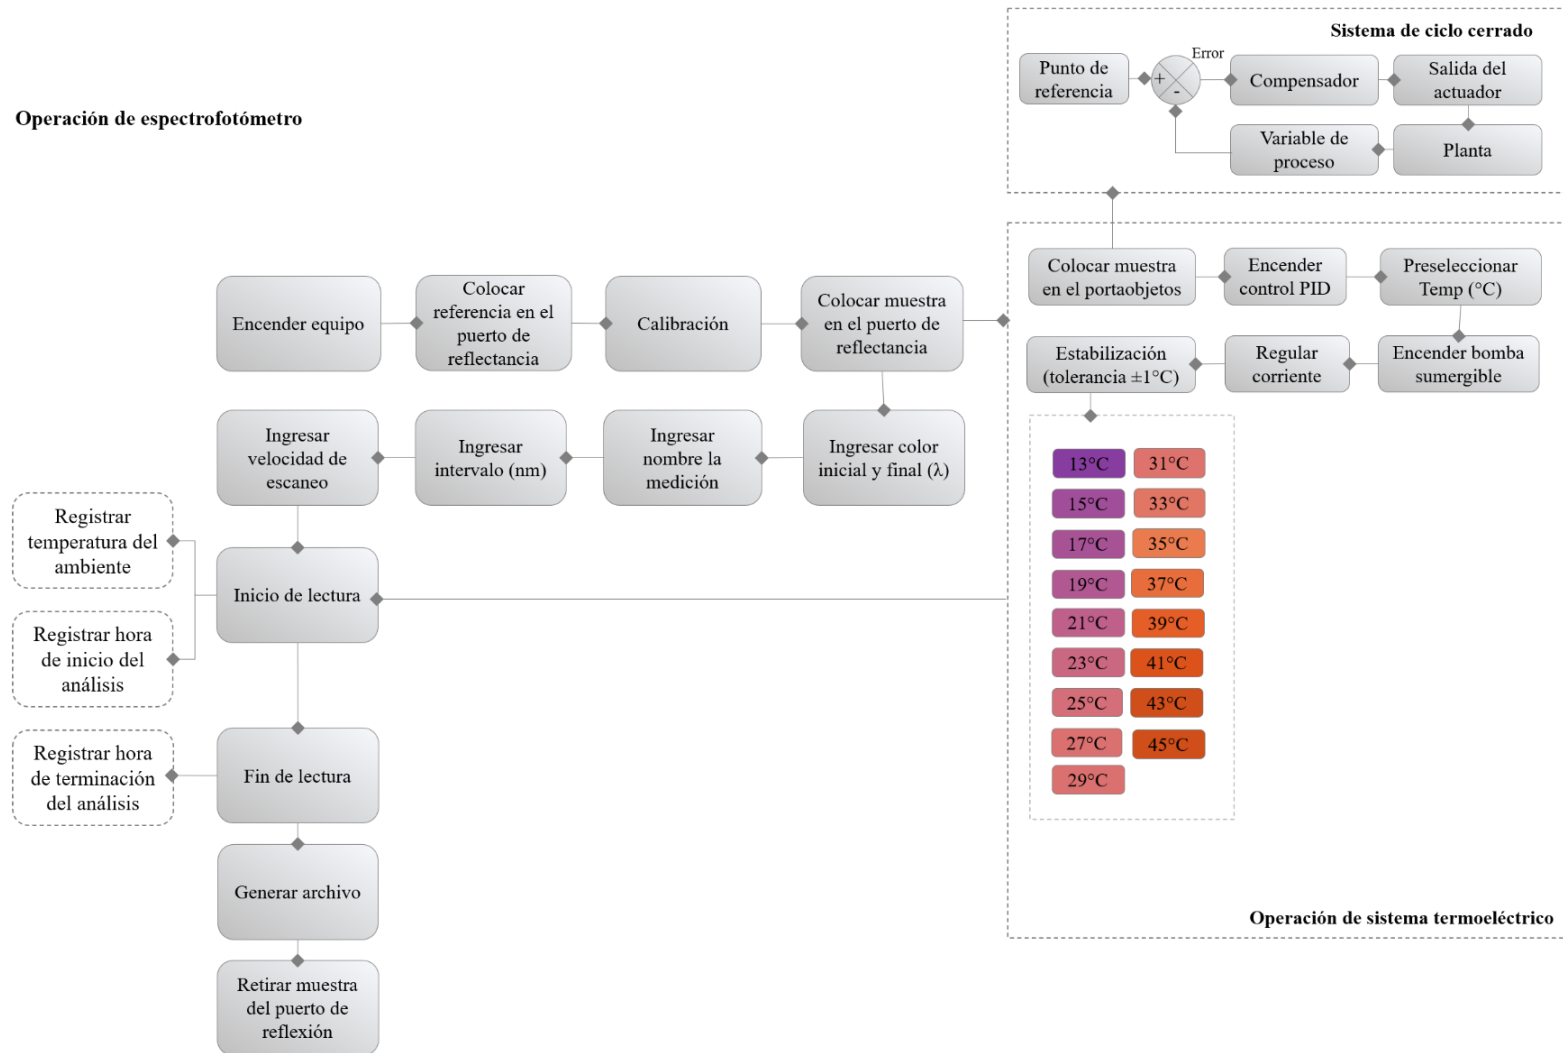 Sistema de ciclo cerrado
Punto de
referencia
+
-
Error
Compensador
Salida del
actuador
Variable de
proceso
Planta
Operación de espectrofotómetro
Encender equipo
Colocar
referencia en el
puerto de
reflectancia
Calibración
Colocar muestra
en el puerto de
reflectancia
Ingresar
velocidad de
escaneo
Ingresar
intervalo (nm)
Ingresar
nombre la
medición
Ingresar color
inicial y final (λ)
Registrar
temperatura del
ambiente
Inicio de lectura
Registrar hora
de inicio del
análisis
Registrar hora
de terminación
del análisis
Fin de lectura
Generar archivo
Retirar muestra
del puerto de
reflexión
Colocar muestra
en el portaobjetos
Encender
control PID
Preseleccionar
Temp (°C)
Estabilización
(tolerancia ±1°C)
Regular
corriente
Encender bomba
sumergible
13°C
31°C
15°C
33°C
17°C
35°C
19°C
37°C
21°C
39°C
23°C
41°C
25°C
43°C
27°C
45°C
29°C
Operación de sistema termoeléctrico